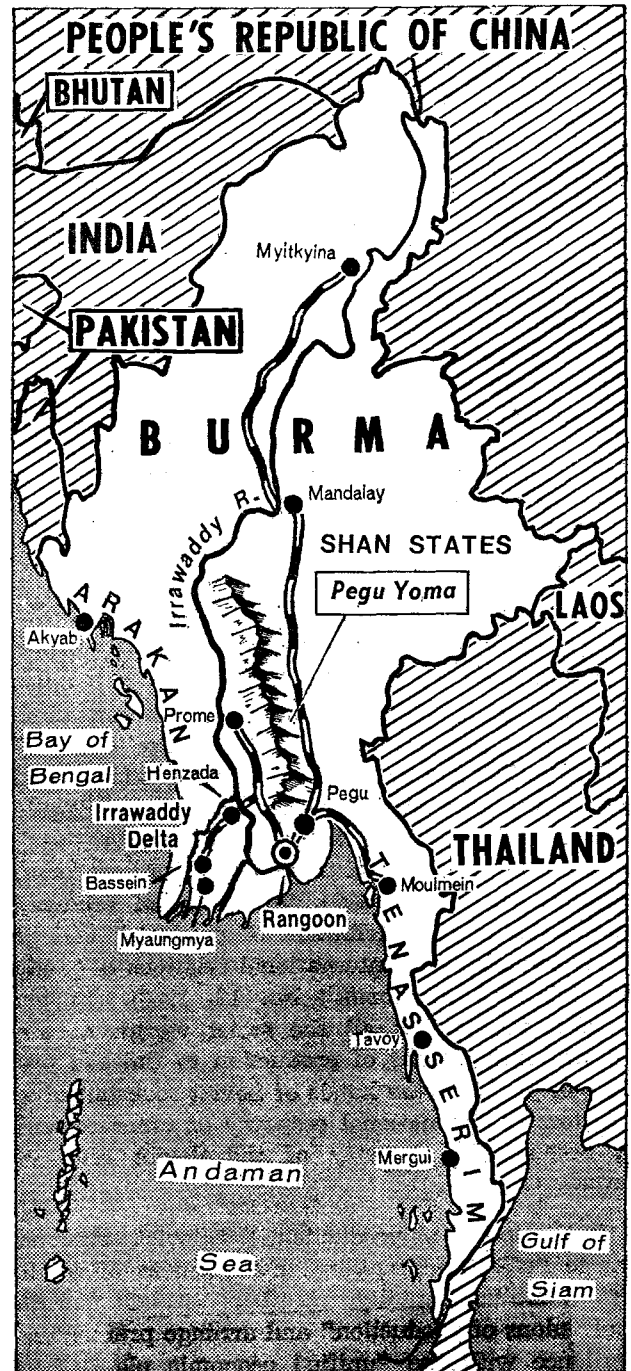 PEOPLE'S REPUBLIC OF CHINA
BHUTAN
INDIA
Myitkyina
PAKISTAN
BURMA
Irrawaddy R.
Mandalay
SHAN STATES
Pegu Yoma
LAOS
ARAKAN
Akyab
Prome
Bay of
Bengal
Henzada
Pegu
Irrawaddy
Delta
THAILAND
Bassein
Moulmein
Rangoon
Myaungmya
TENASSERIM
Tavoy
Mergui
Andaman
Sea
Gulf of
Siam